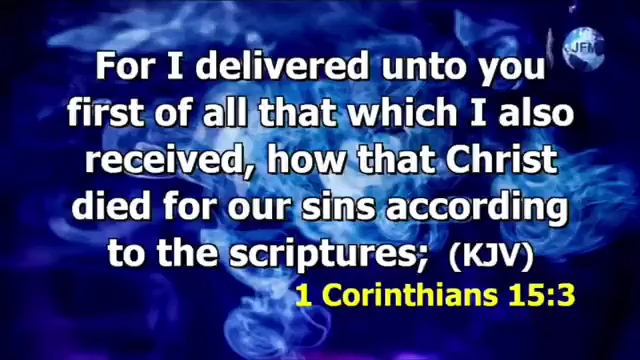 JFM
For I delivered unto you
first of all that which I also
received, how that Christ
died for our sins according
to the scriptures; (KJV)
1 Corinthians 15:3